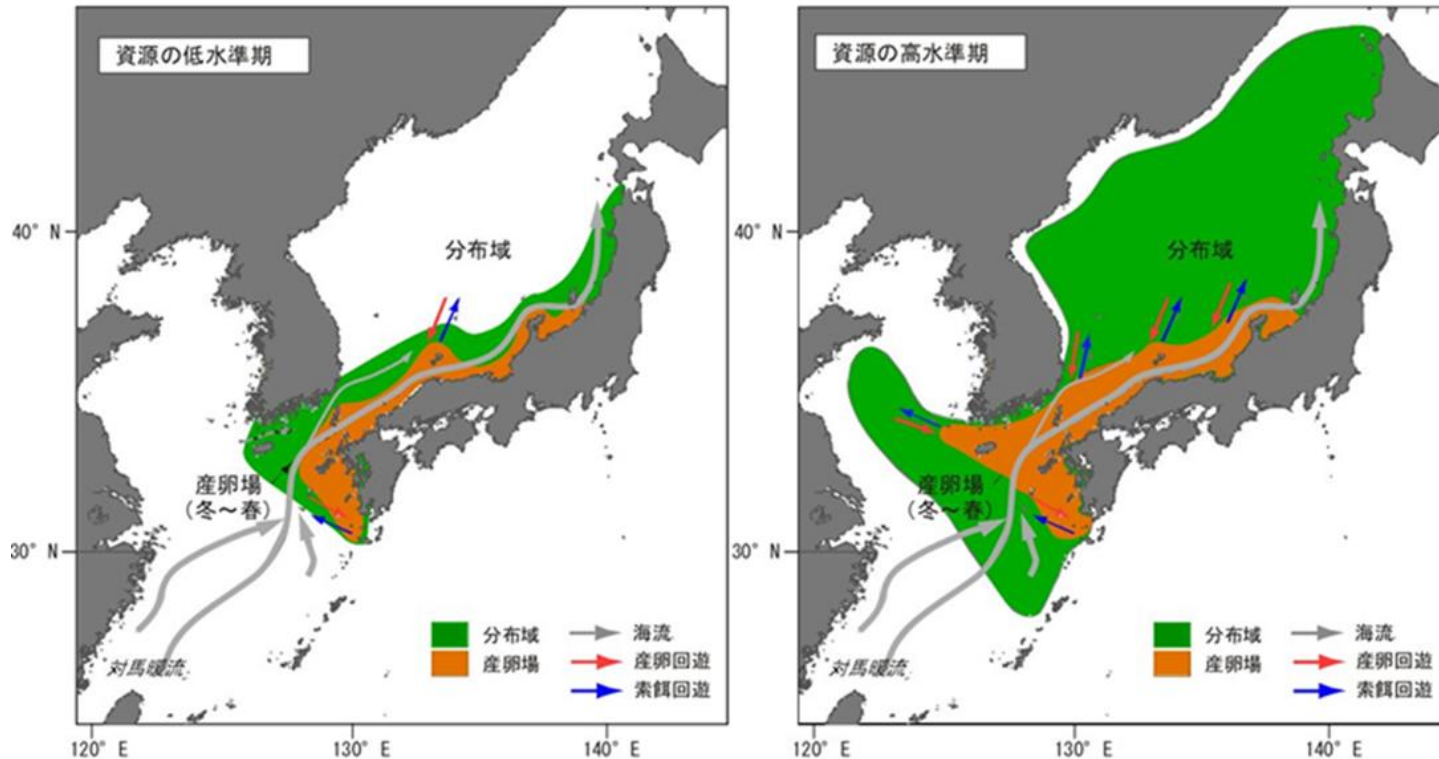 資源の低水準期
40° N
30° N
120° E
130° E
140° E
分布域
産卵場
(冬～春)
対馬暖流
分布域
産卵場
海流
産卵回遊
索餌回遊
資源の高水準期
40° N
30° N
120° E
130° E
140° E
分布域
産卵場
(冬～春)
対馬暖流
分布域
産卵場
海流
産卵回遊
索餌回遊